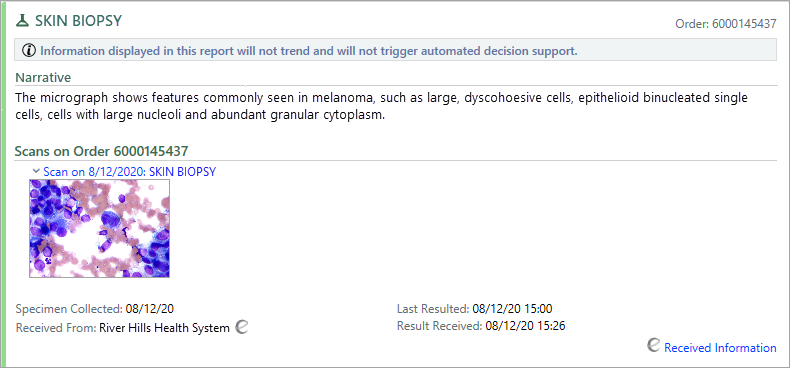 SKIN BIOPSY
Order: 6000145437
Information displayed in this report will not trend and will not trigger automated decision support.
Narrative
The micrograph shows features commonly seen in melanoma, such as large, dyscohoesive cells, epithelioid binucleated single
cells, cells with large nucleoli and abundant granular cytoplasm.
Scans on Order 6000145437
Scan on 8/12/2020: SKIN BIOPSY
Specimen Collected: 08/12/20
Last Resulted: 08/12/20 15:00
Received From: River Hills Health System
Result Received: 08/12/20 15:26
Received Information